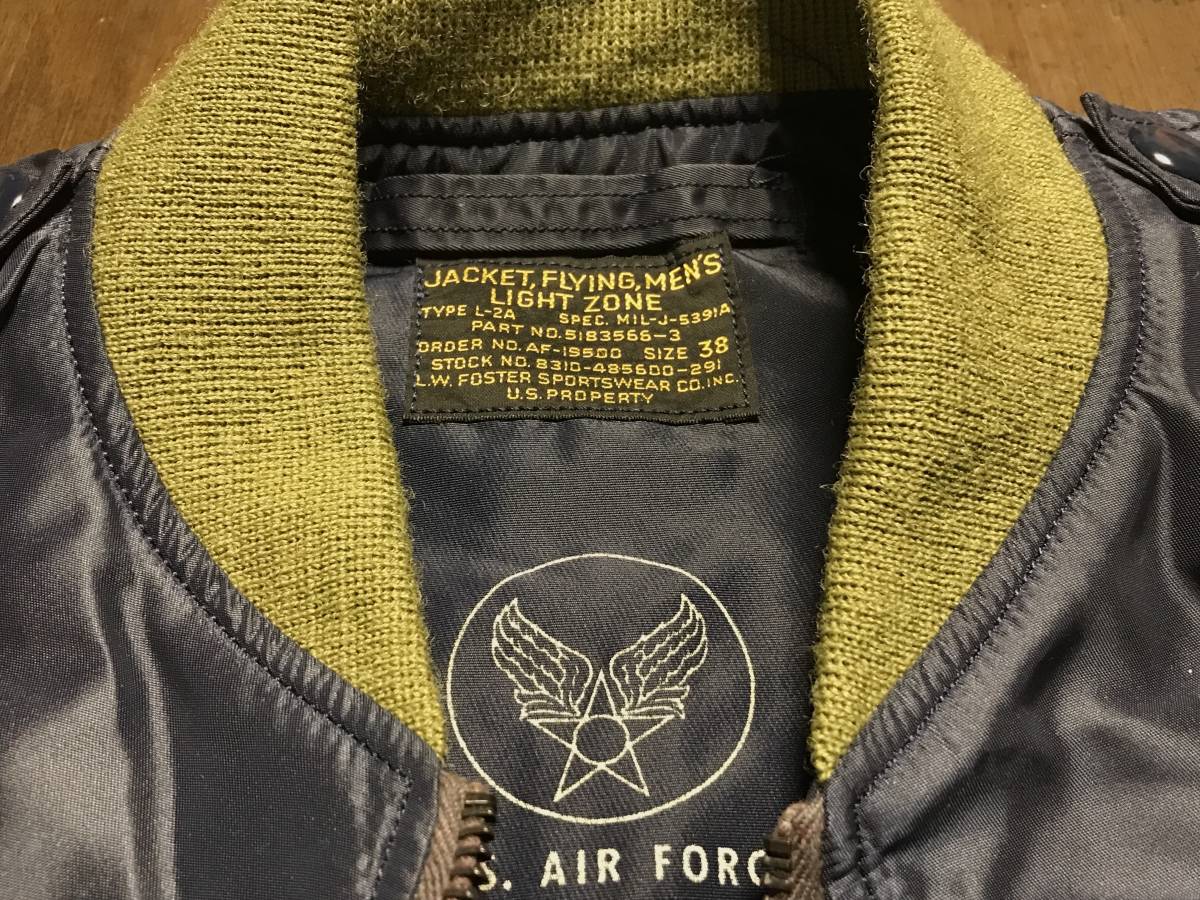 JACKET, FLYING, MEN'S
LIGHT ZONE
TYPE L-2A SPEC. MIL-J-5391A
PART NO. 5183566-3
ORDER NO. AF-19500 SIZE 38
STOCK NO. 8310-485600-291
L.W. FOSTER SPORTSWEAR CO. INC.
U.S. PROPERTY
S. AIR FORC